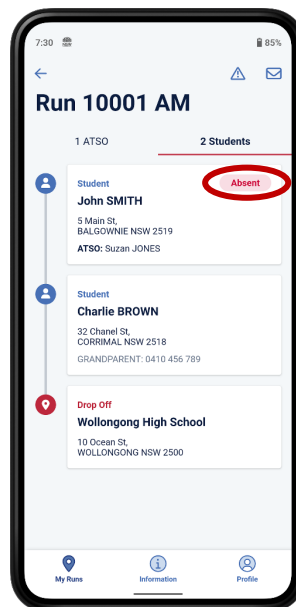 7:30
85%
Run 10001 AM
1 ATSO
2 Students
Student
Absent
John SMITH
5 Main St,
BALGOWNIE NSW 2519
ATSO: Suzan JONES
Student
Charlie BROWN
32 Chanel St,
CORRIMAL NSW 2518
GRANDPARENT: 0410 456 789
Drop Off
Wollongong High School
10 Ocean St,
WOLLONGONG NSW 2500
My Runs
Information
Profile